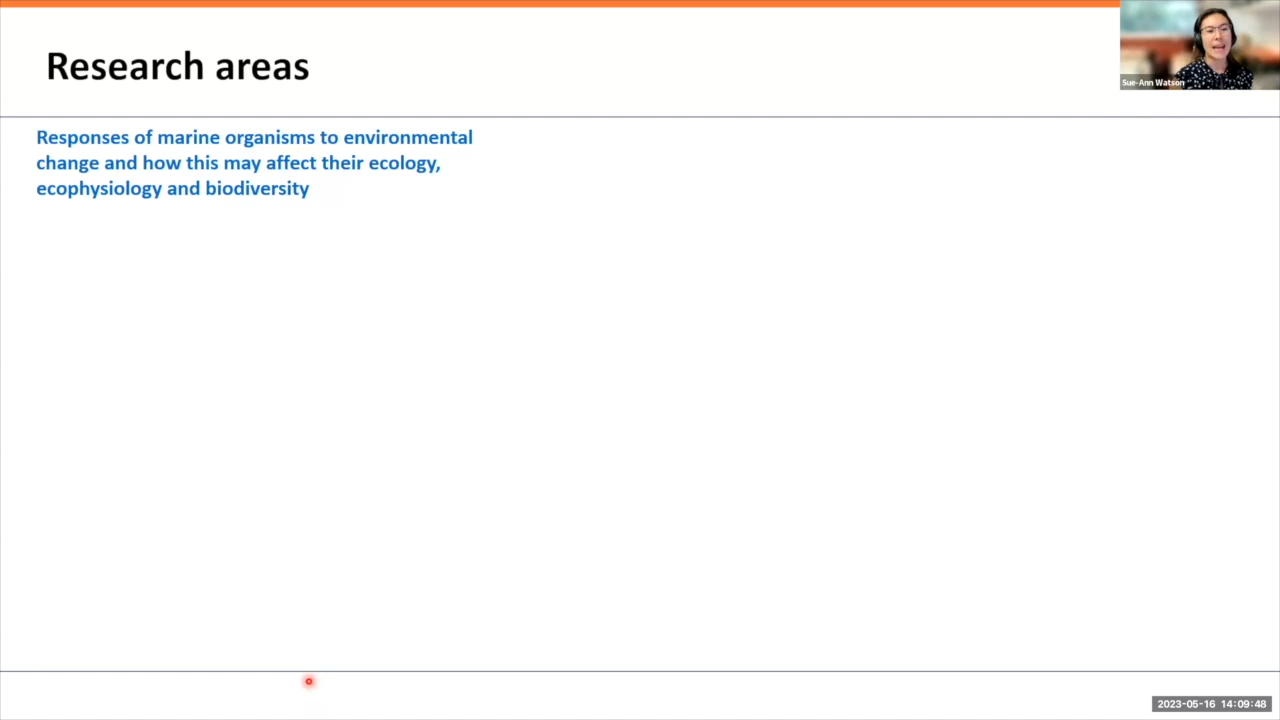 Research areas
Sue-Ann Watson
Responses of marine organisms to environmental
change and how this may affect their ecology,
ecophysiology and biodiversity
2023-05-16 14:09:48